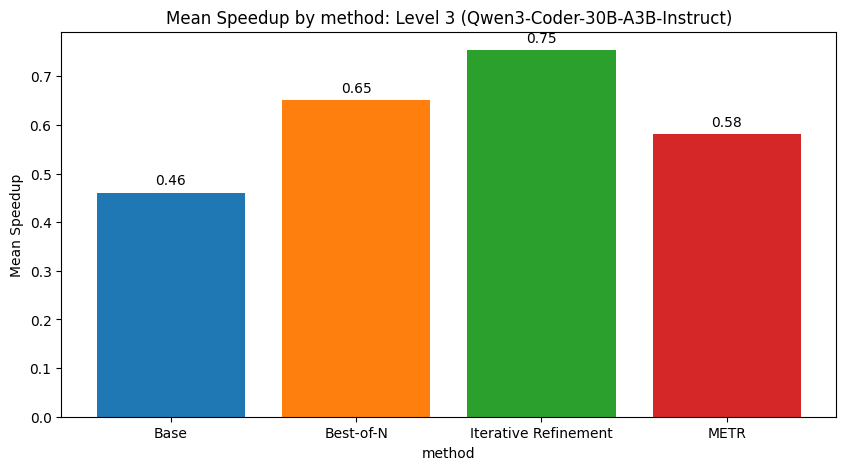 Mean Speedup by method: Level 3 (Qwen3-Coder-30B-A3B-Instruct)
Mean Speedup
0.7
0.6
0.5
0.4
0.3
0.2
0.1
0.0
0.46
0.65
0.75
0.58
Base
Best-of-N
Iterative Refinement
METR
method